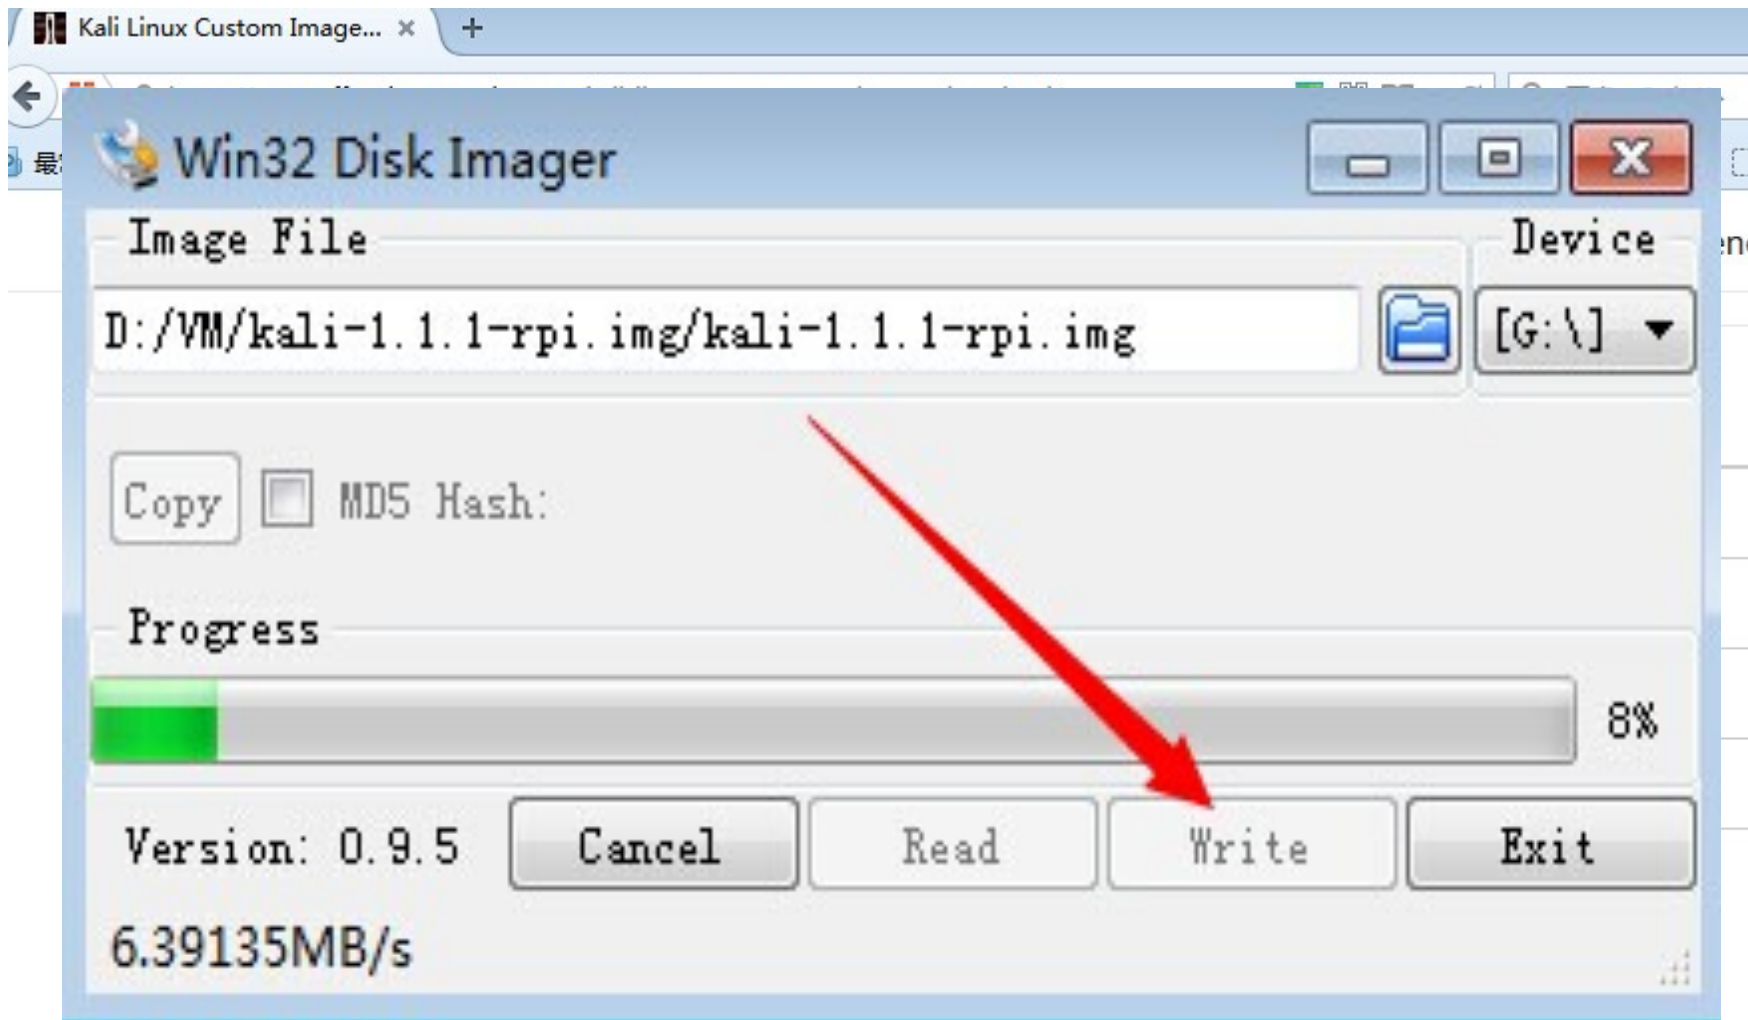 Kali Linux Custom Image...
Win32 Disk Imager
Image File
Device
D:/VM/kali-1.1.1-rpi.img/kali-1.1.1-rpi.img
[G:\]
Copy
MD5 Hash:
Progress
8%
Version: 0.9.5
Cancel
Read
Write
Exit
6.39135MB/s